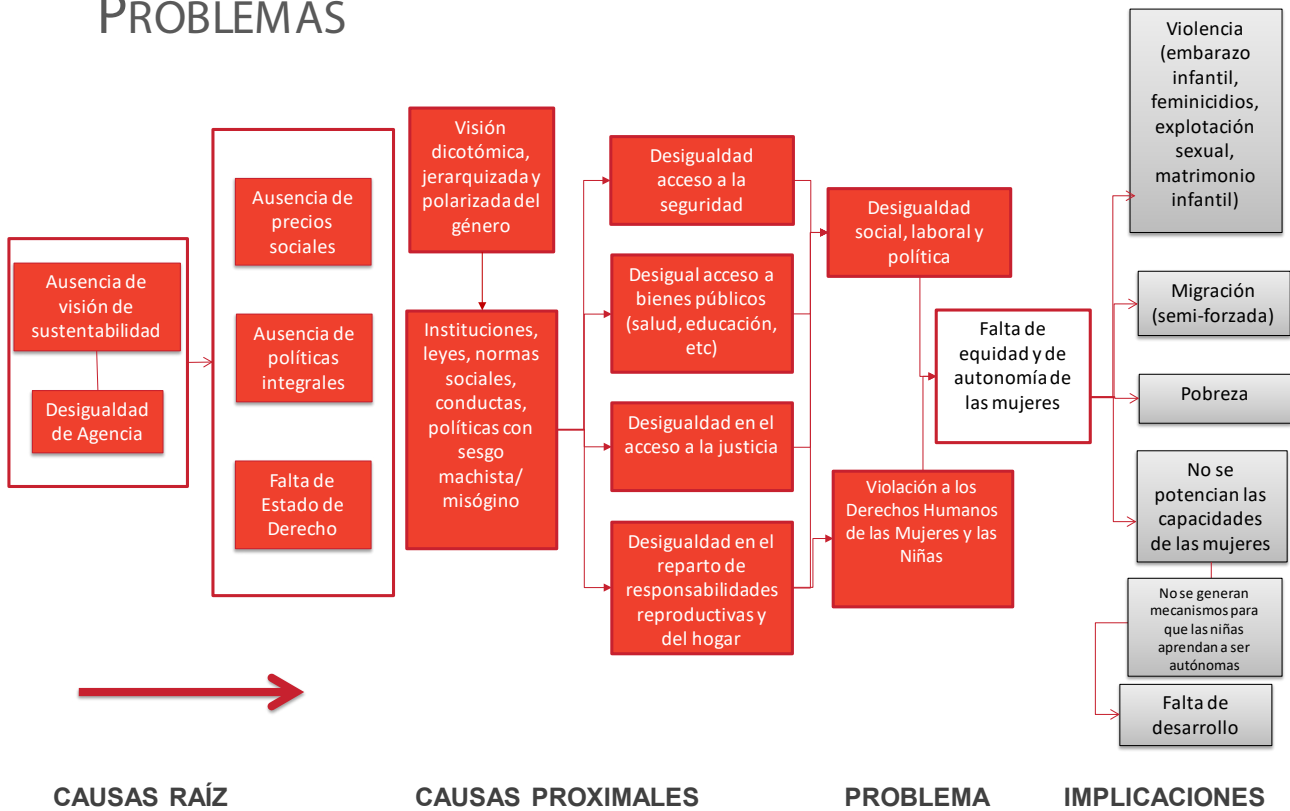 PROBLEMAS
Ausencia de
visión de
sustentabilidad
Desigualdad
de Agencia
Ausencia de
precios
sociales
Ausencia de
políticas
integrales
Falta de
Estado de
Derecho
Visión
dicotómica,
jerarquizada y
polarizada del
género
Instituciones,
leyes, normas
sociales,
conductas,
políticas con
sesgo
machista/
misógino
Desigualdad
acceso a la
seguridad
Desigual acceso a
bienes públicos
(salud, educación,
etc)
Desigualdad en el
acceso a la justicia
Desigualdad en el
reparto de
responsabilidades
reproductivas y
del hogar
Desigualdad
social, laboral y
política
Violación a los
Derechos Humanos
de las Mujeres y las
Niñas
Falta de
equidad y de
autonomía de
las mujeres
Violencia
(embarazo
infantil,
feminicidios,
explotación
sexual,
matrimonio
infantil)
Migración
(semi-forzada)
Pobreza
No se
potencian las
capacidades
de las mujeres
No se generan
mecanismos para
que las niñas
aprendan a ser
autónomas
Falta de
desarrollo
CAUSAS RAÍZ
CAUSAS PROXIMALES
PROBLEMA
IMPLICACIONES